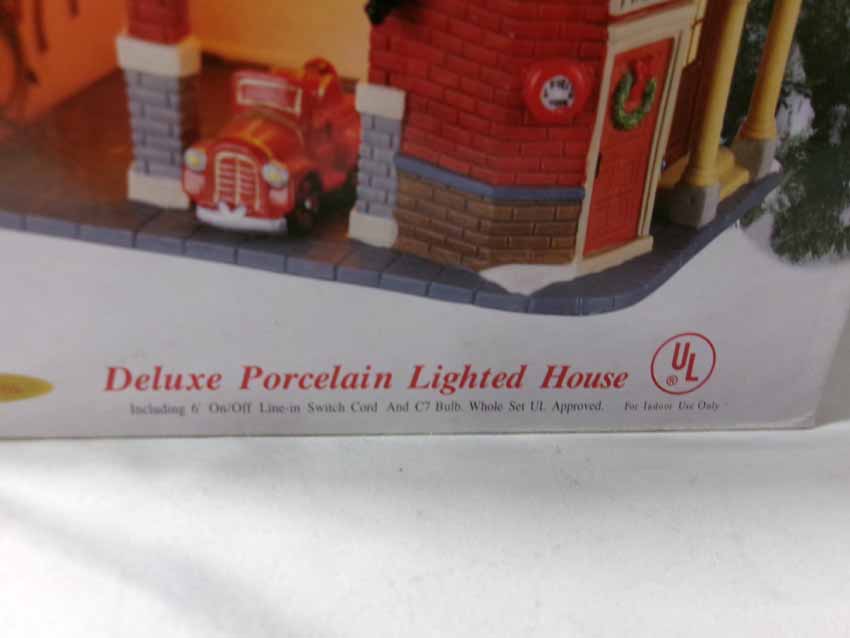 Deluxe Porcelain Lighted House
UL
®
Including 6' On/Off Line-in Switch Cord And C7 Bulb. Whole Set UL Approved. For Indoor Use Only